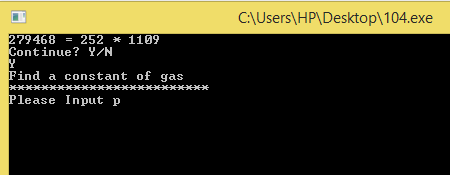 C:\Users\HP\Desktop\104.exe
279468 = 252 * 1109
Continue? Y/N
Y
Find a constant of gas
*************************
Please Input p